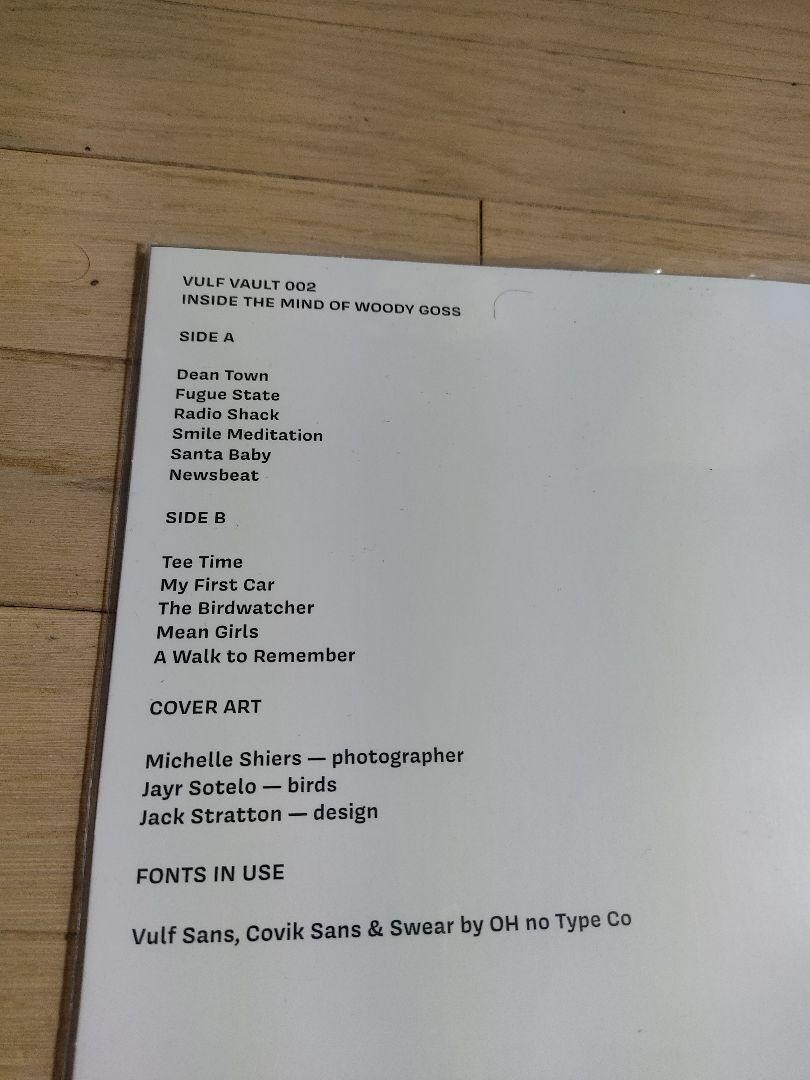 VULF VAULT 002
INSIDE THE MIND OF WOODY GOSS
SIDE A
Dean Town
Fugue State
Radio Shack
Smile Meditation
Santa Baby
Newsbeat
SIDE B
Tee Time
My First Car
The Birdwatcher
Mean Girls
A Walk to Remember
COVER ART
Michelle Shiers — photographer
Jayr Sotelo — birds
Jack Stratton — design
FONTS IN USE
Vulf Sans, Covik Sans & Swear by OH no Type Co